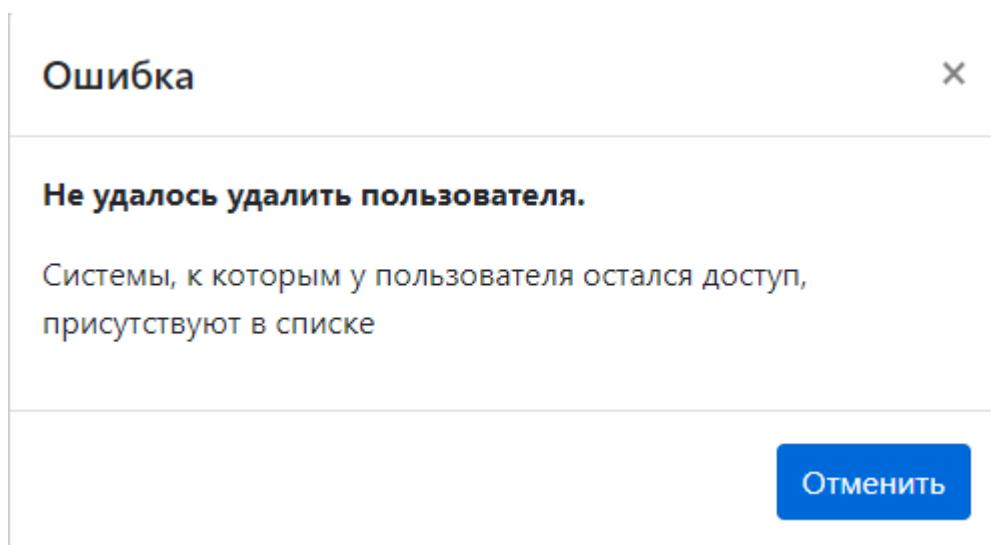 Ошибка
Не удалось удалить пользователя.
Системы, к которым у пользователя остался доступ,
присутствуют в списке
Отменить